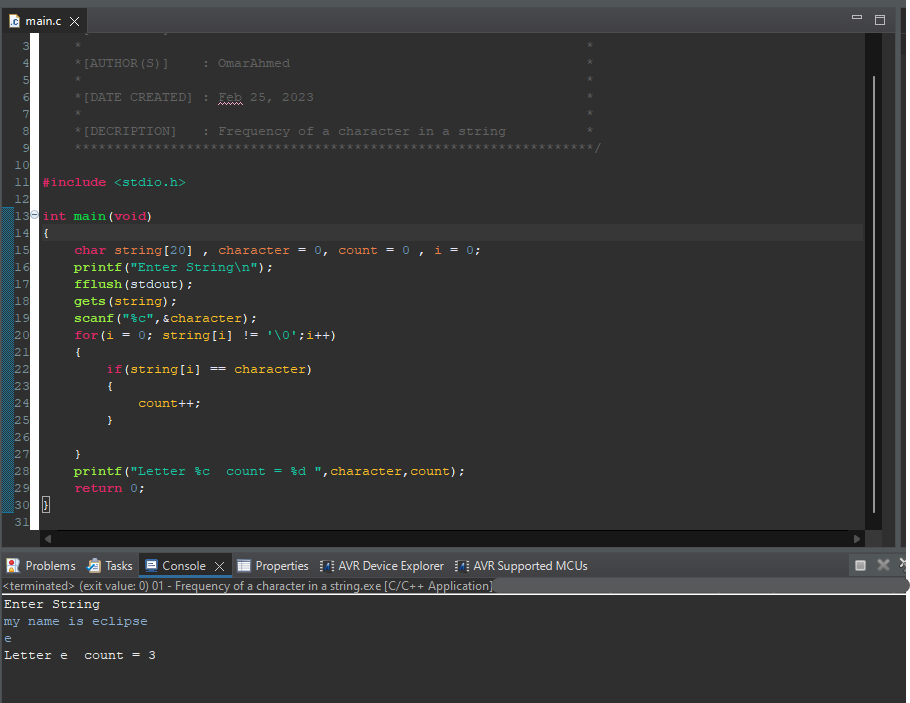 main.c
3 * *
4 *[AUTHOR(S)] : OmarAhmed *
5 * *
6 *[DATE CREATED] : Feb 25, 2023 *
7 * *
8 *[DECRIPTION] : Frequency of a character in a string *
9 *****************************************************************/
10
11 #include <stdio.h>
12
13 int main(void)
14 {
15 char string[20] , character = 0, count = 0 , i = 0;
16 printf("Enter String\n");
17 fflush(stdout);
18 gets(string);
19 scanf("%c",&character);
20 for(i = 0; string[i] != '\0';i++)
21 {
22 if(string[i] == character)
23 {
24 count++;
25 }
26
27 }
28 printf("Letter %c  count = %d ",character,count);
29 return 0;
30 }
31
Problems Tasks Console Properties AVR Device Explorer AVR Supported MCUs
<terminated> (exit value: 0) 01 - Frequency of a character in a string.exe [C/C++ Application]
Enter String
my name is eclipse
e
Letter e  count = 3